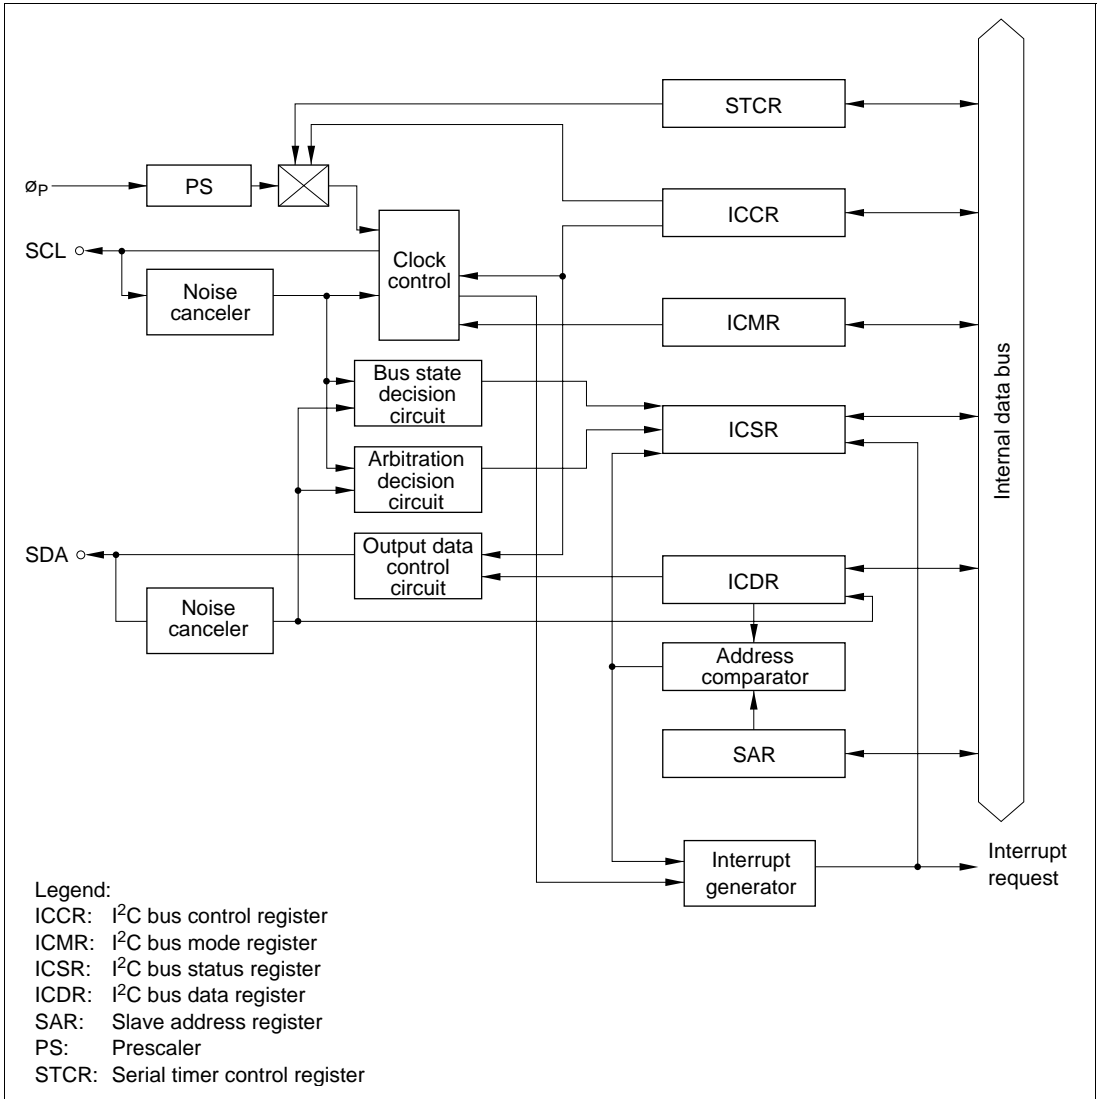 STCR
øP
PS
ICCR
SCL
Clock
control
Noise
canceler
ICMR
Bus state
decision
circuit
ICSR
Internal data bus
Arbitration
decision
circuit
SDA
Output data
control
circuit
ICDR
Noise
canceler
Address
comparator
SAR
Interrupt
generator
Interrupt
request
Legend:
ICCR: I²C bus control register
ICMR: I²C bus mode register
ICSR: I²C bus status register
ICDR: I²C bus data register
SAR: Slave address register
PS: Prescaler
STCR: Serial timer control register